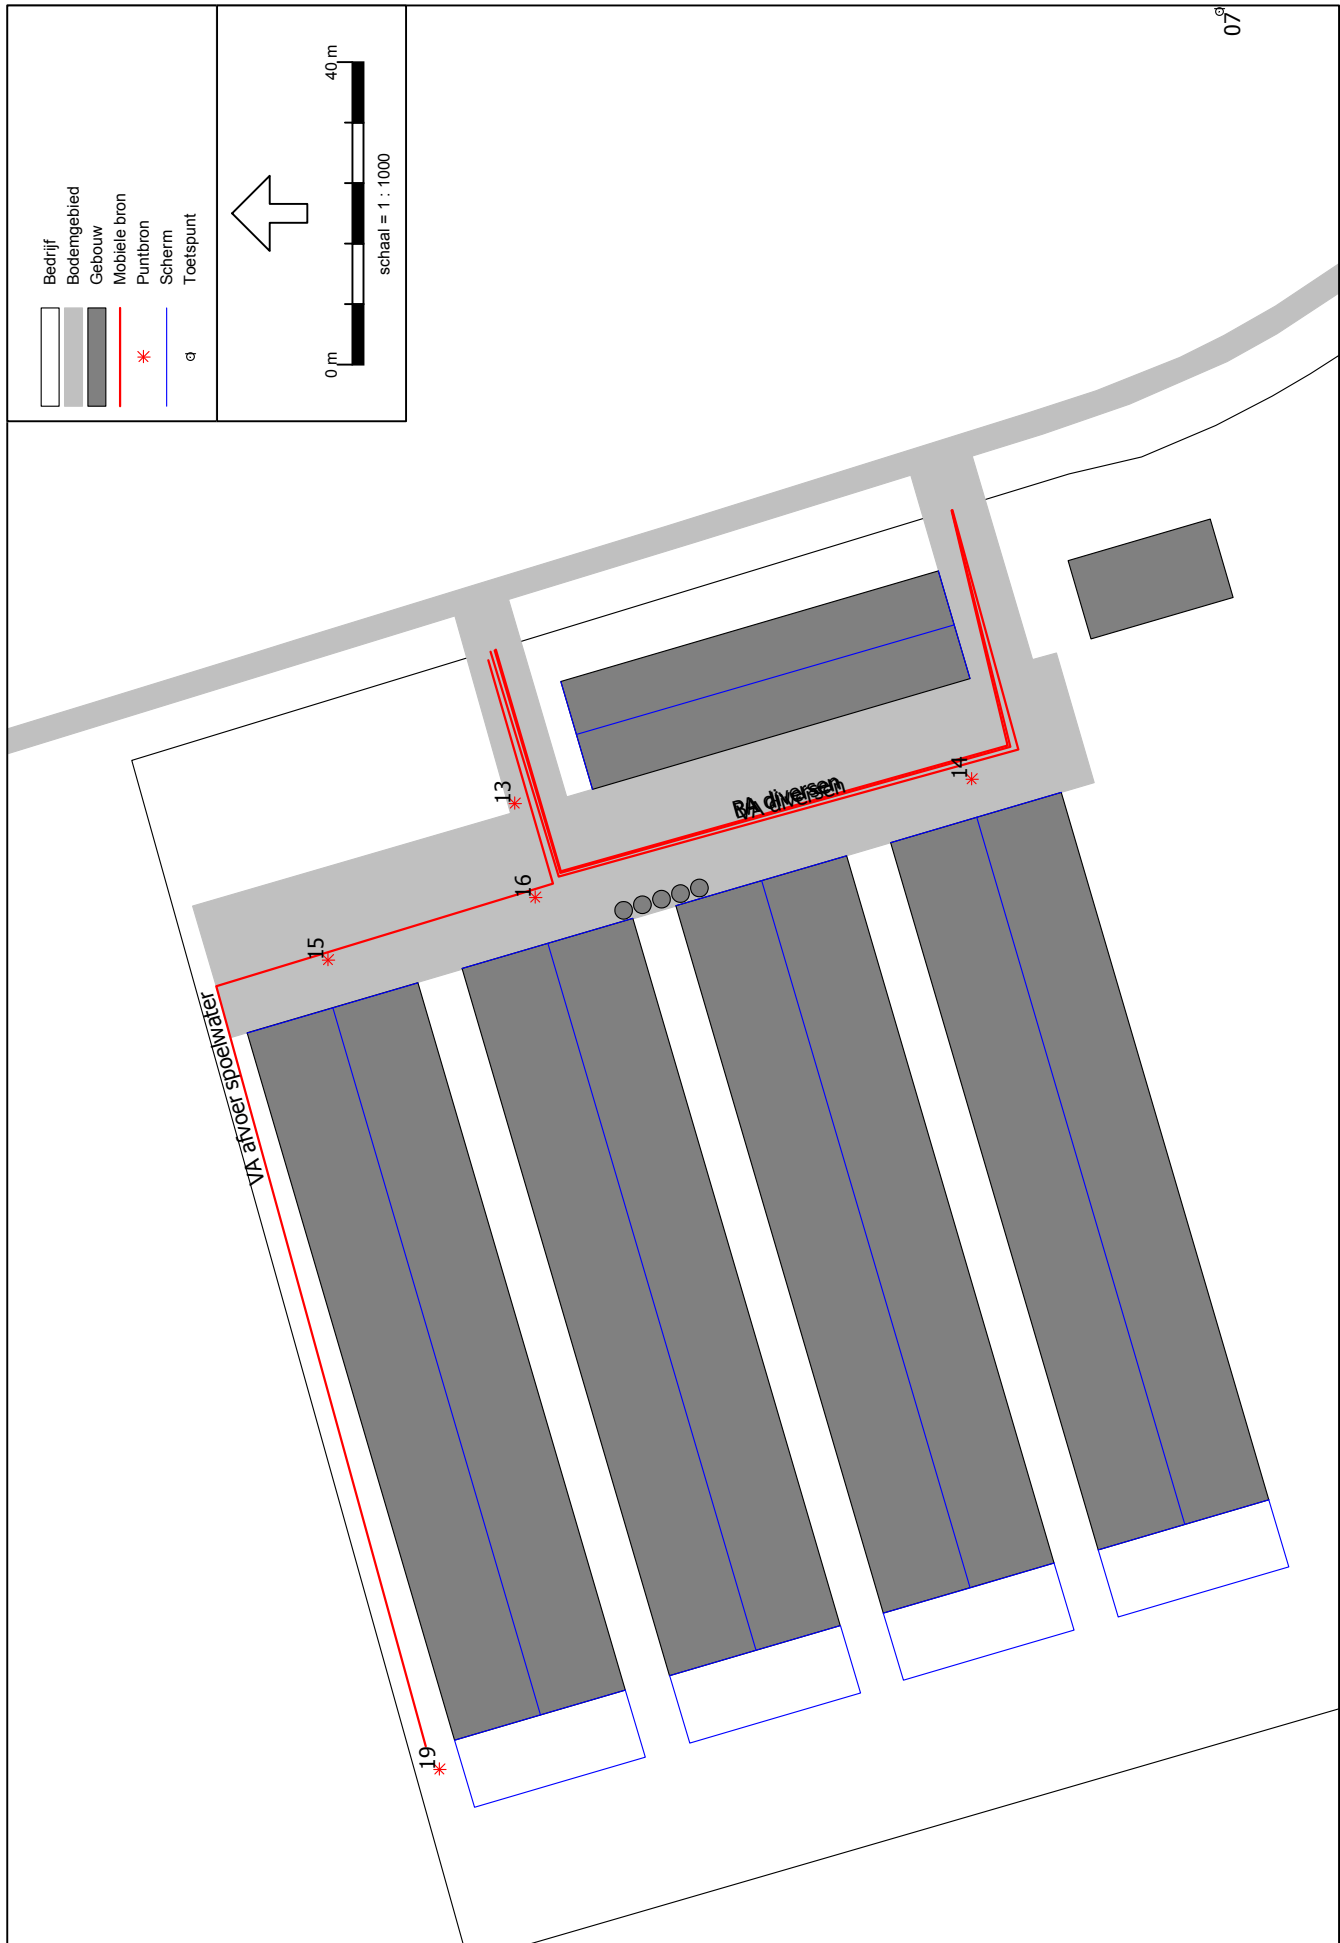 Bedrijf
Bodemgebied
Gebouw
Mobiele bron
Puntbron
Scherm
Toetspunt
0 m
40 m
schaal = 1 : 1000
07
13
14
15
16
19
RA diversen
VA diversen
VA afvoer spoelwater